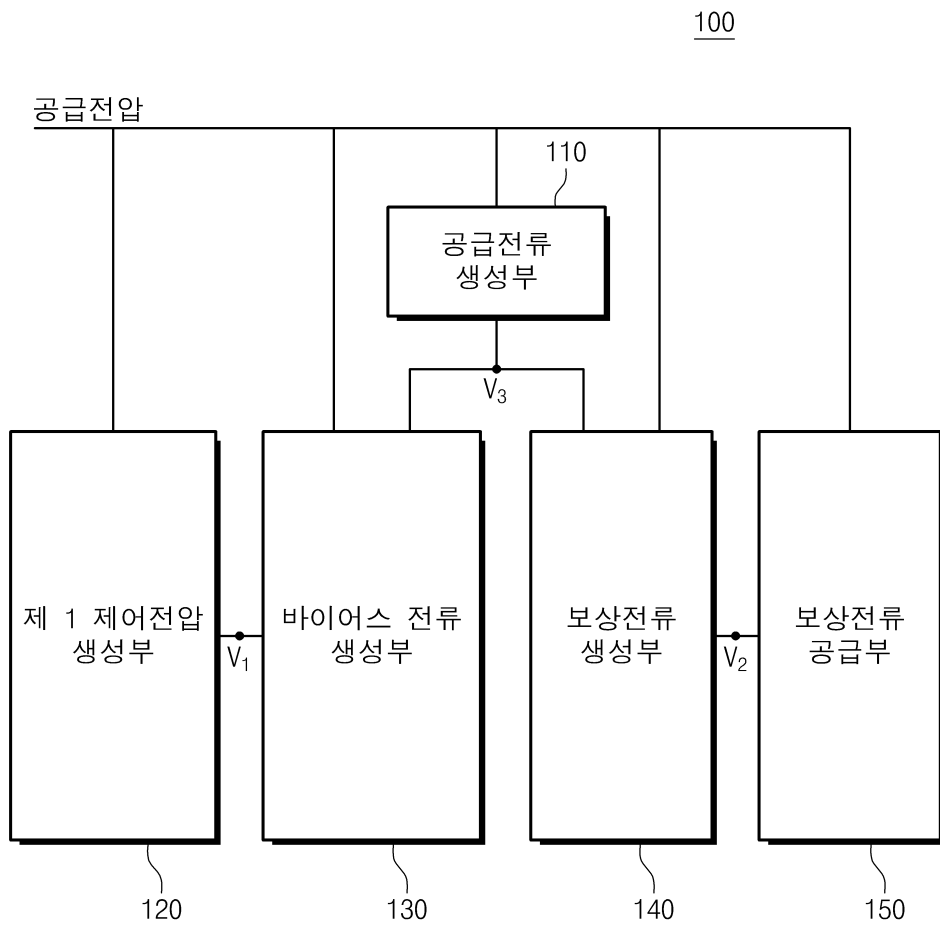 100
공급전압
110
공급전류
생성부
V₃
제 1 제어전압
생성부
V₁
바이어스 전류
생성부
보상전류
생성부
V₂
보상전류
공급부
120
130
140
150